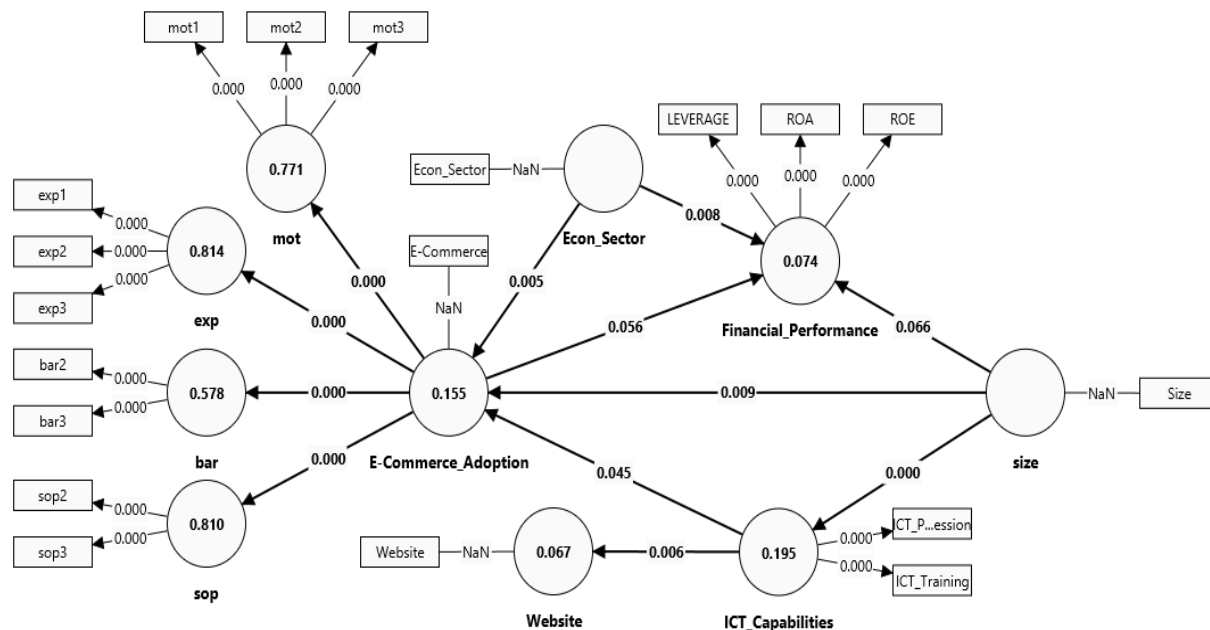 mot1 mot2 mot3
0.000 0.000 0.000
LEVERAGE ROA ROE
0.000 0.000 0.000
0.771
mot
Econ_Sector NaN
Econ_Sector
0.008
exp1
exp2
exp3
0.000
0.000
0.000
0.814
exp
E-Commerce
NaN
0.000
0.005
0.074
Financial_Performance
0.000
0.056
0.066
bar2
bar3
0.000
0.000
0.578
bar
0.000
0.155
E-Commerce_Adoption
0.009
NaN
Size
size
0.000
sop2
sop3
0.000
0.000
0.810
sop
0.045
0.000
Website NaN
0.067
Website
0.006
0.195
ICT_Capabilities
0.000
0.000
ICT_P...ession
ICT_Training